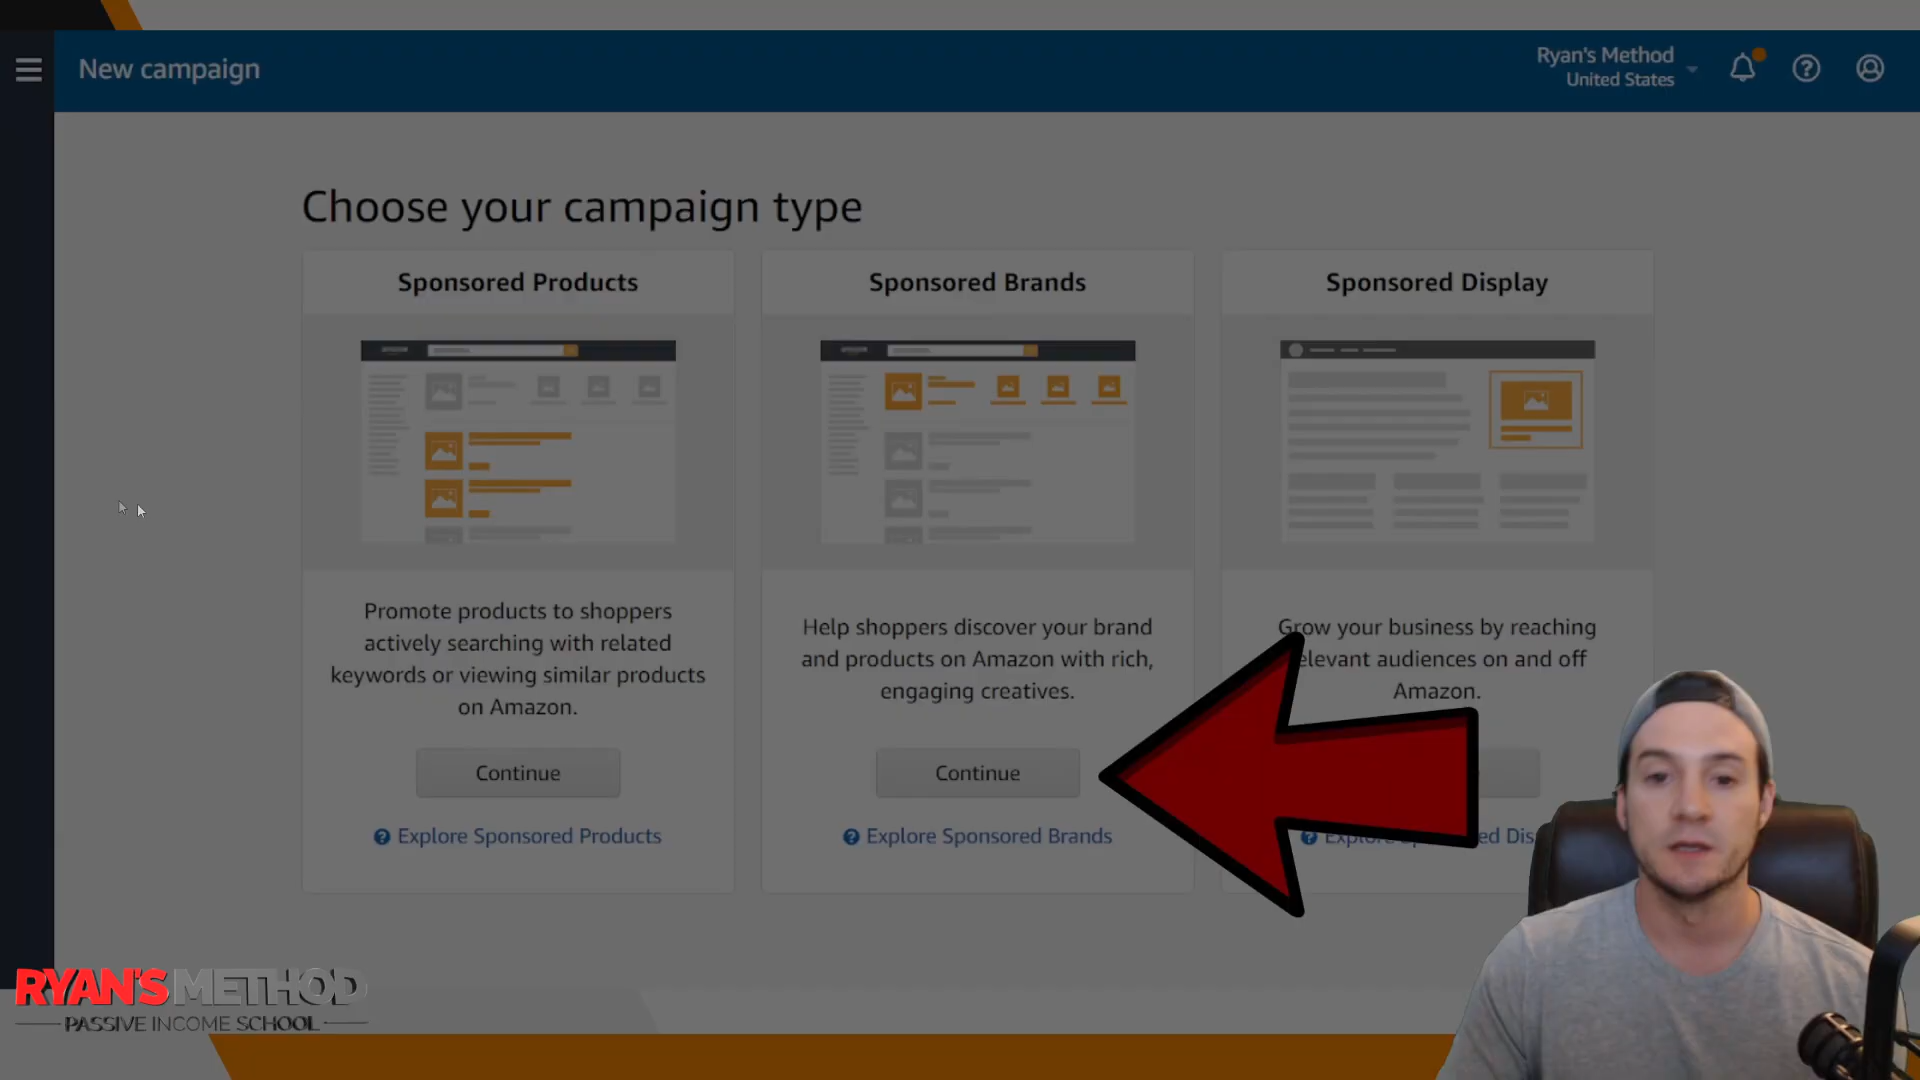 New campaign
Ryan's Method
United States
Choose your campaign type
Sponsored Products
Promote products to shoppers
actively searching with related
keywords or viewing similar products
on Amazon.
Continue
Explore Sponsored Products
Sponsored Brands
Help shoppers discover your brand
and products on Amazon with rich,
engaging creatives.
Continue
Explore Sponsored Brands
Sponsored Display
Grow your business by reaching
relevant audiences on and off
Amazon.
RYAN'S METHOD
PASSIVE INCOME SCHOOL